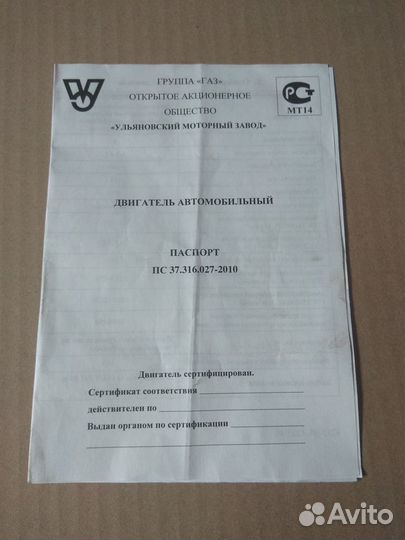 ГРУППА «ГАЗ»
ОТКРЫТОЕ АКЦИОНЕРНОЕ
ОБЩЕСТВО
«УЛЬЯНОВСКИЙ МОТОРНЫЙ ЗАВОД»
РСТ
МТ14
ДВИГАТЕЛЬ АВТОМОБИЛЬНЫЙ
ПАСПОРТ
ПС 37.316.027-2010
Двигатель сертифицирован.
Сертификат соответствия
действителен по
Выдан органом по сертификации
Avito